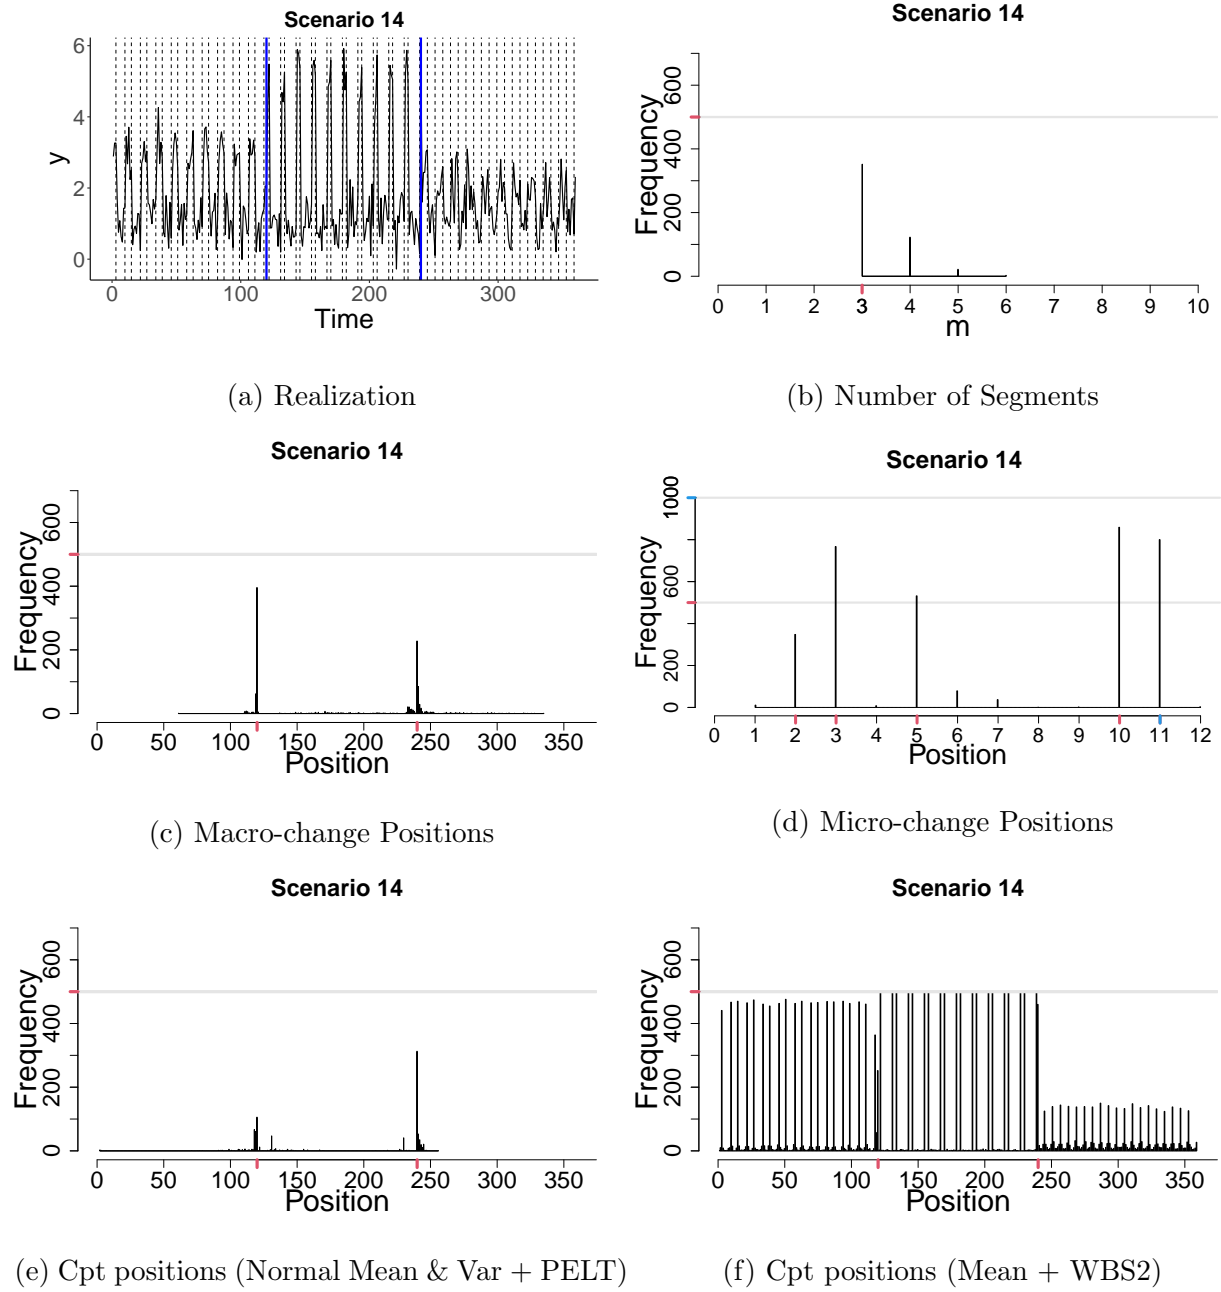 Scenario 14
y
0 2 4 6
0 100 200 300
Time
(a) Realization
Scenario 14
Frequency
0 200 400 600
0 1 2 3 4 5 6 7 8 9 10
m
(b) Number of Segments
Scenario 14
Frequency
0 200 400 600
0 50 100 150 200 250 300 350
Position
(c) Macro-change Positions
Scenario 14
Frequency
0 200 400 600 1000
0 1 2 3 4 5 6 7 8 9 10 11 12
Position
(d) Micro-change Positions
Scenario 14
Frequency
0 200 400 600
0 50 100 150 200 250 300 350
Position
(e) Cpt positions (Normal Mean & Var + PELT)
Scenario 14
Frequency
0 200 400 600
0 50 100 150 200 250 300 350
Position
(f) Cpt positions (Mean + WBS2)